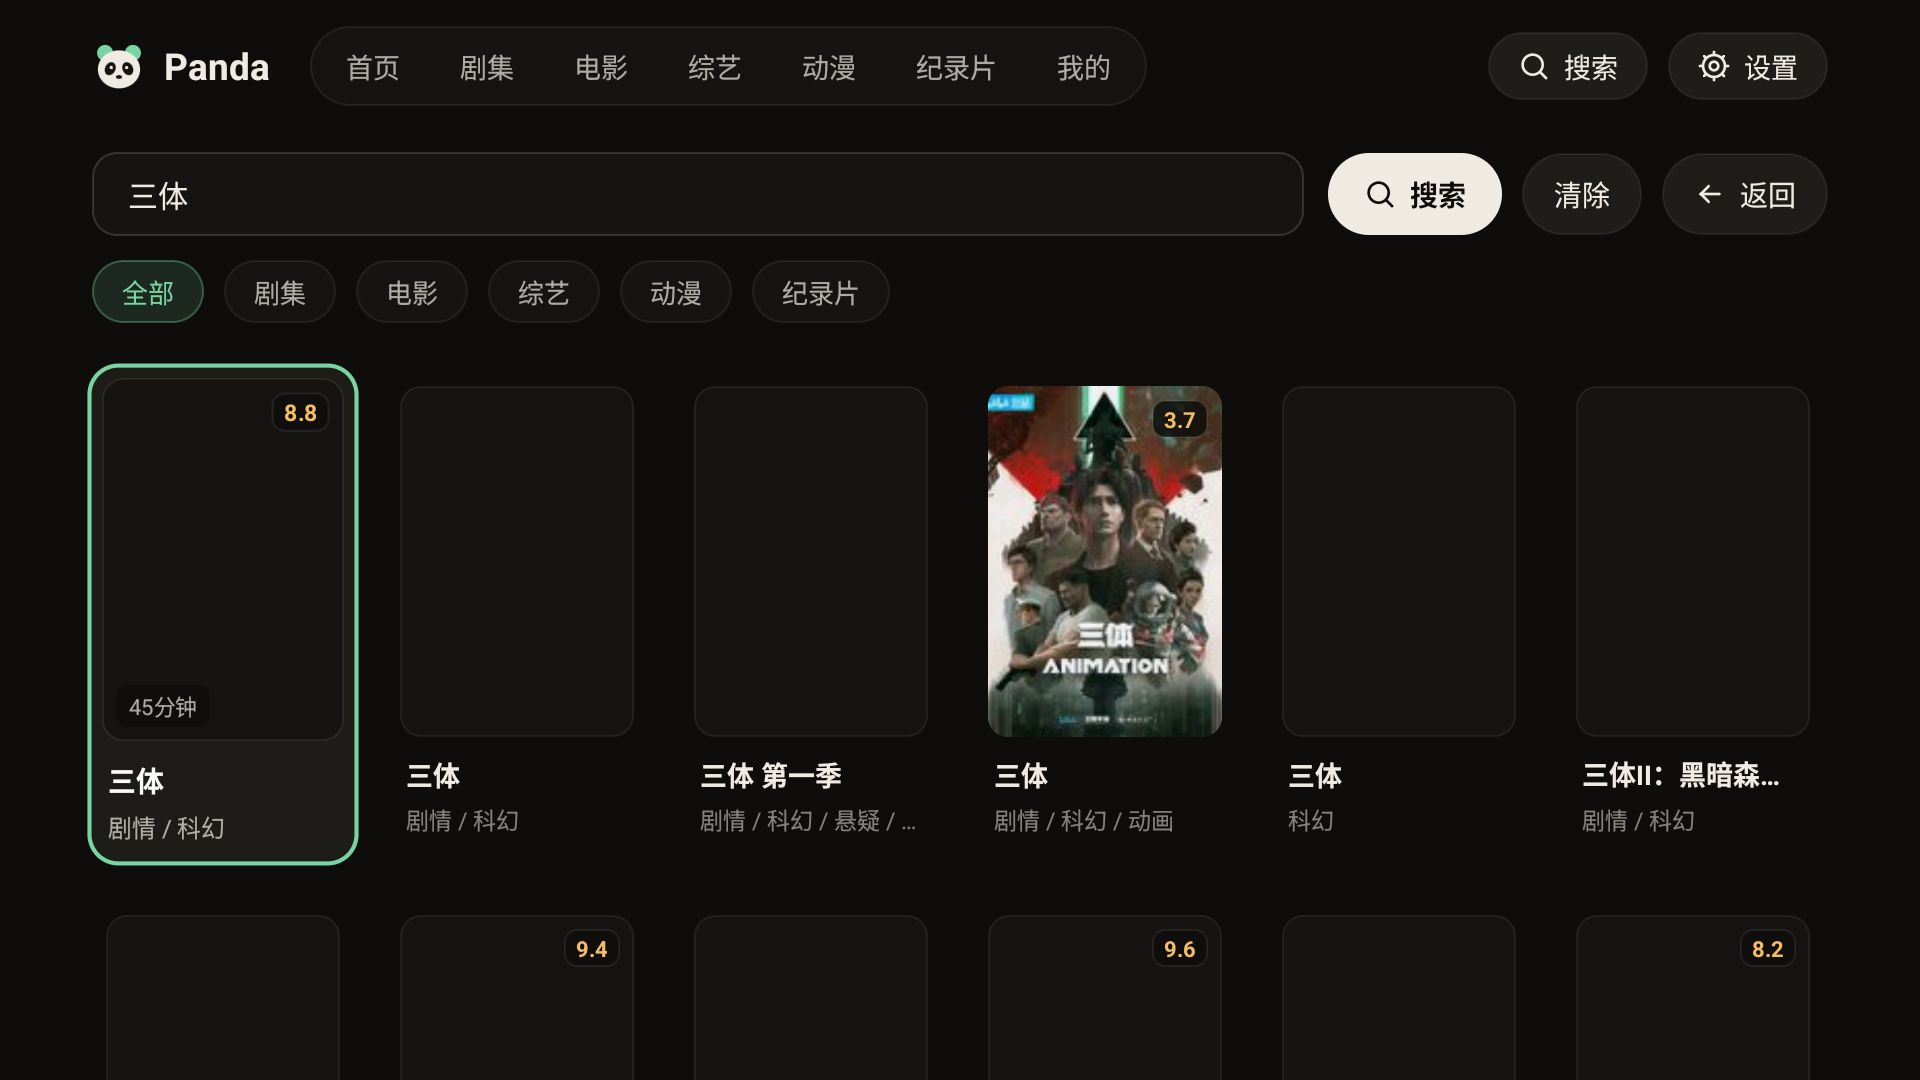 Panda
首页 剧集 电影 综艺 动漫 纪录片 我的
搜索 设置
三体
搜索 清除 返回
全部 剧集 电影 综艺 动漫 纪录片
8.8
45分钟
三体
剧情 / 科幻
三体
剧情 / 科幻
三体 第一季
剧情 / 科幻 / 悬疑 / ...
3.7
三体
ANIMATION
三体
剧情 / 科幻 / 动画
三体
科幻
三体II：黑暗森...
剧情 / 科幻
9.4
9.6
8.2